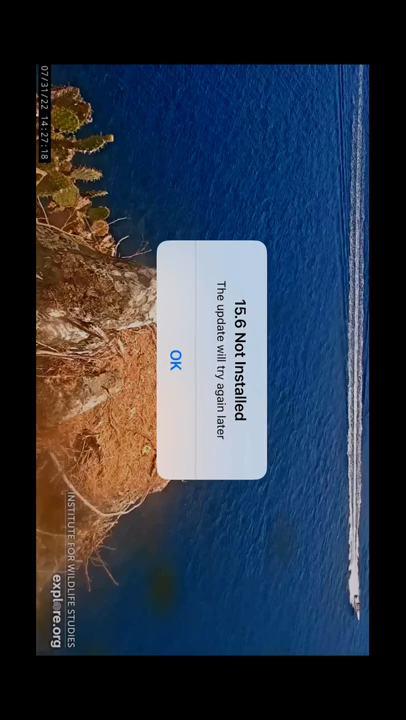 07/31/22 14:27:18
15.6 Not Installed
The update will try again later
OK
INSTITUTE FOR WILDLIFE STUDIES
explore.org